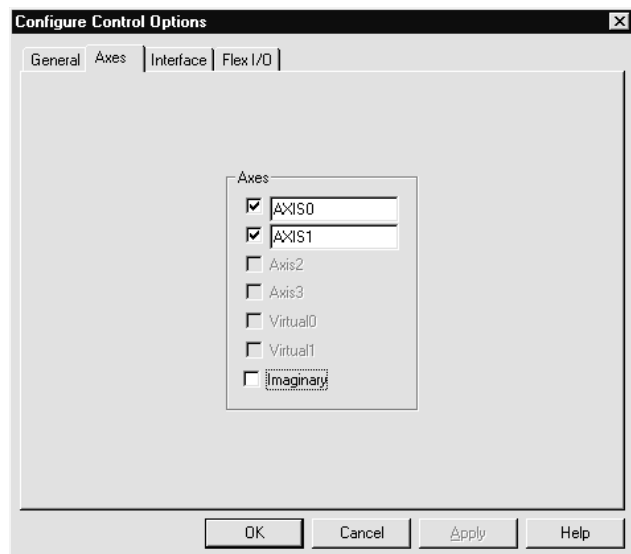 Configure Control Options
General Axes Interface Flex I/O
Axes
AXIS0
AXIS1
Axis2
Axis3
Virtual0
Virtual1
Imaginary
OK Cancel Apply Help